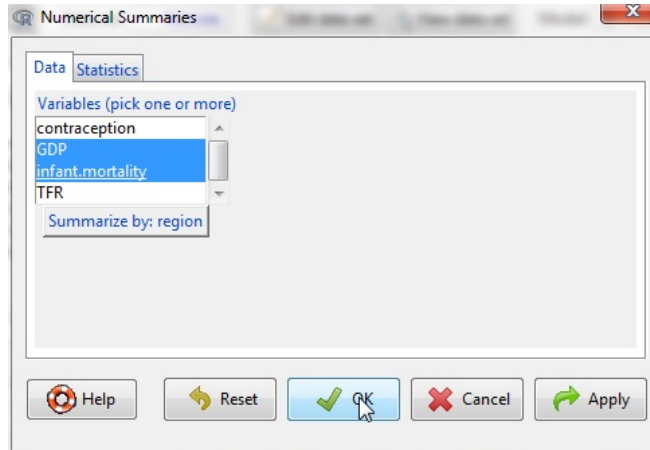 Numerical Summaries
Data Statistics
Variables (pick one or more)
contraception
GDP
infant.mortality
TFR
Summarize by: region
Help Reset OK Cancel Apply